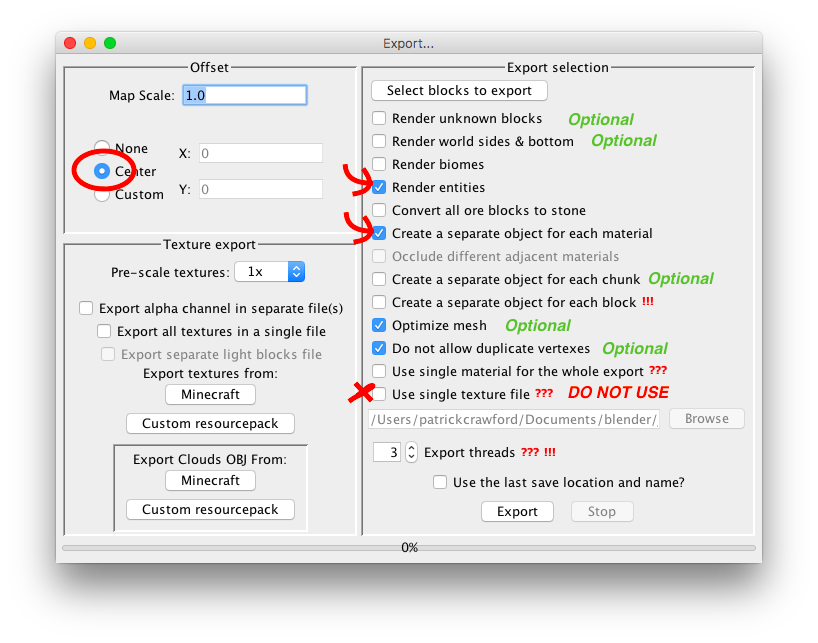 Export...
Offset
Map Scale: 1.0
None
Center
Custom
X: 0
Y: 0
Texture export
Pre-scale textures: 1x
Export alpha channel in separate file(s)
Export all textures in a single file
Export separate light blocks file
Export textures from:
Minecraft
Custom resourcepack
Export Clouds OBJ From:
Minecraft
Custom resourcepack
Export selection
Select blocks to export
Render unknown blocks Optional
Render world sides & bottom Optional
Render biomes
Render entities
Convert all ore blocks to stone
Create a separate object for each material
Occlude different adjacent materials
Create a separate object for each chunk Optional
Create a separate object for each block !!!
Optimize mesh Optional
Do not allow duplicate vertexes Optional
Use single material for the whole export ???
Use single texture file ??? DO NOT USE
/Users/patrickcrawford/Documents/blender/ Browse
3 Export threads ??? !!!
Use the last save location and name?
Export Stop
0%